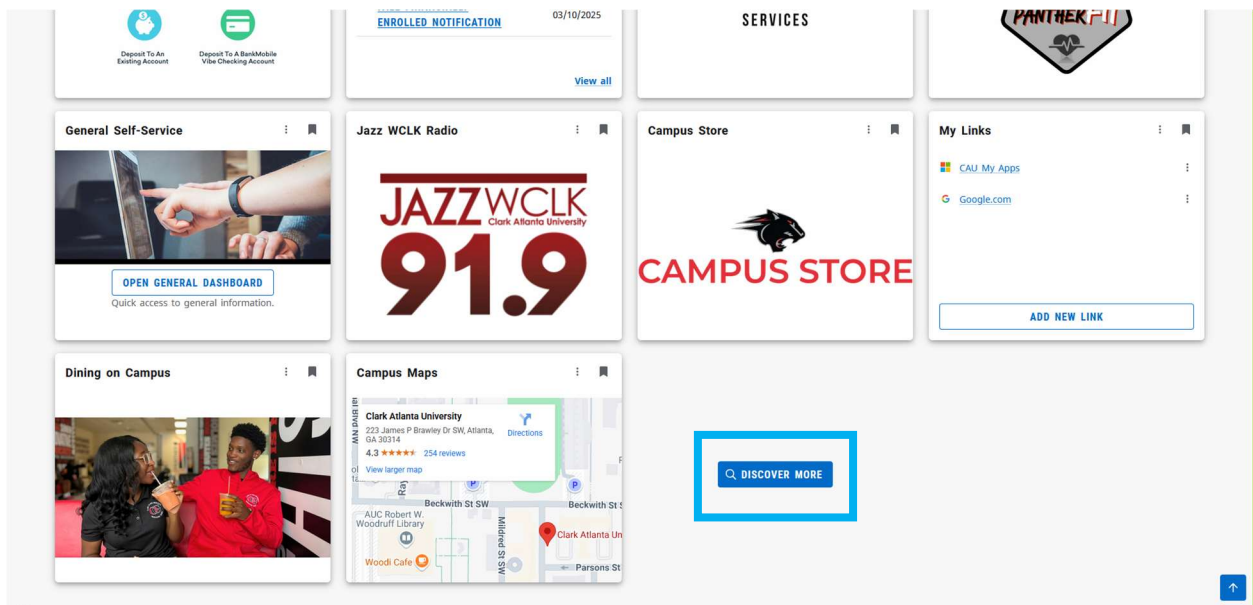 ENROLLED NOTIFICATION
03/10/2025
View all
Deposit To An
Existing Account
Deposit To A BankMobile
Vibe Checking Account
SERVICES
PANTHER FIT
General Self-Service
OPEN GENERAL DASHBOARD
Quick access to general information.
Jazz WCLK Radio
JAZZ WCLK
Clark Atlanta University
91.9
Campus Store
CAMPUS STORE
My Links
CAU My Apps
Google.com
ADD NEW LINK
Dining on Campus
Campus Maps
Clark Atlanta University
223 James P Brawley Dr SW, Atlanta,
GA 30314
Directions
4.3 254 reviews
View larger map
P
P
Beckwith St SW
Beckwith St
AUC Robert W.
Woodruff Library
Mildred St SW
Clark Atlanta Un
Woodi Cafe
Parsons St
DISCOVER MORE